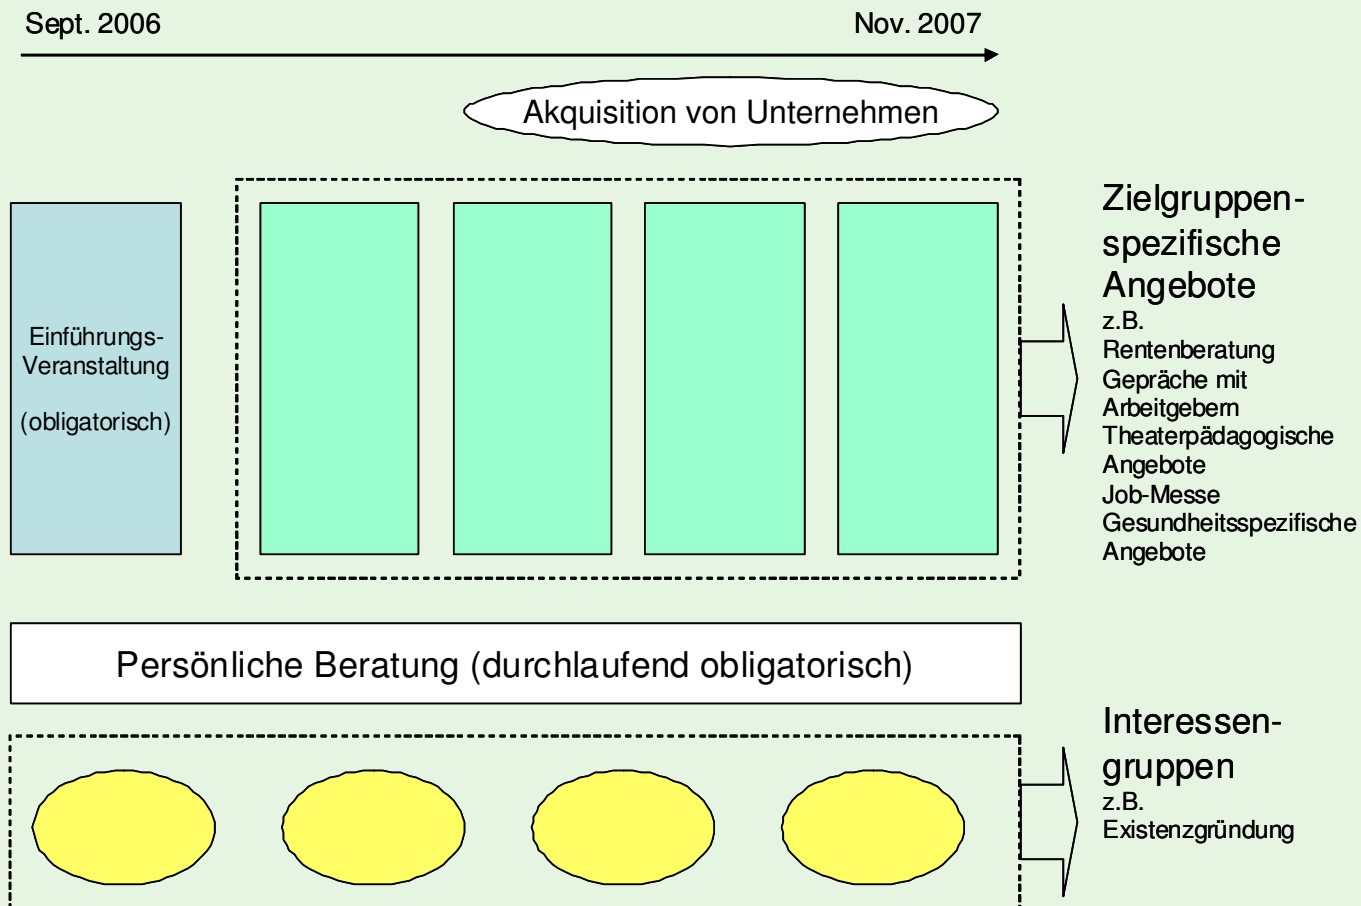 Sept. 2006
Nov. 2007
Akquisition von Unternehmen
Einführungs-
Veranstaltung
(obligatorisch)
Zielgruppen-
spezifische
Angebote
z.B.
Rentenberatung
Gepräche mit
Arbeitgebern
Theaterpädagogische
Angebote
Job-Messe
Gesundheitsspezifische
Angebote
Persönliche Beratung (durchlaufend obligatorisch)
Interessen-
gruppen
z.B.
Existenzgründung